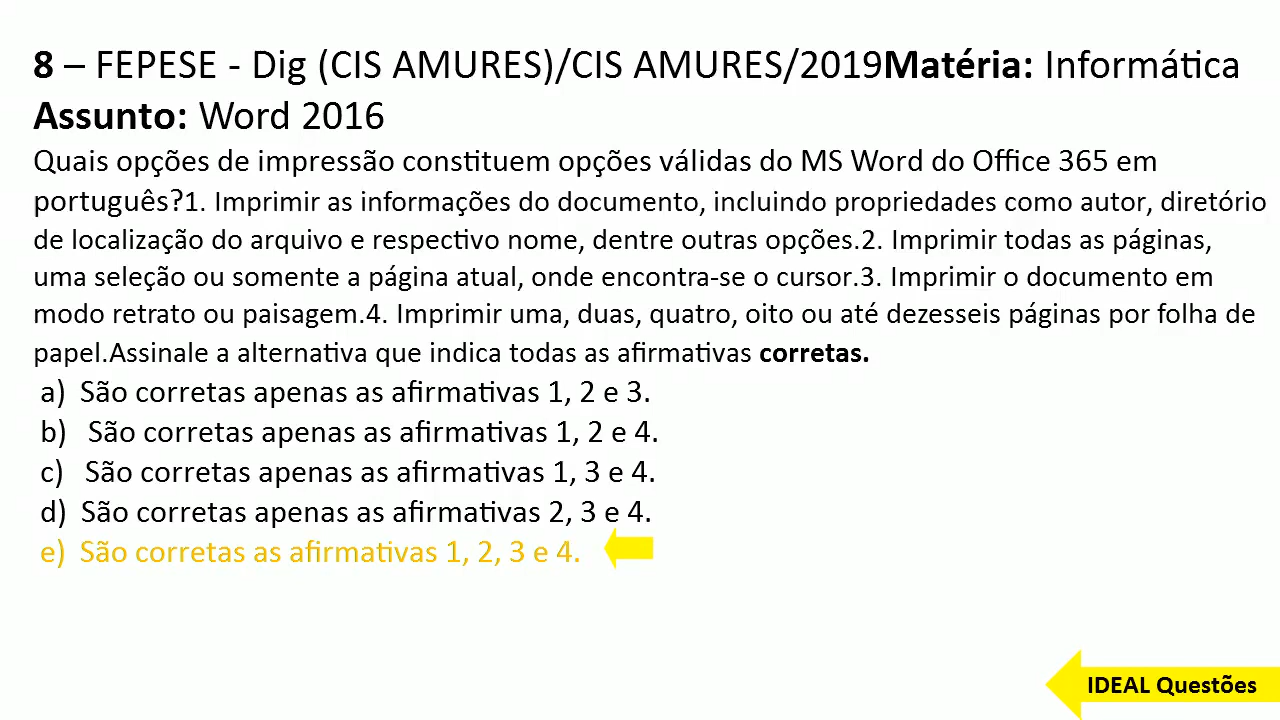 8 – FEPESE - Dig (CIS AMURES)/CIS AMURES/2019Matéria: Informática
Assunto: Word 2016
Quais opções de impressão constituem opções válidas do MS Word do Office 365 em
português?1. Imprimir as informações do documento, incluindo propriedades como autor, diretório
de localização do arquivo e respectivo nome, dentre outras opções.2. Imprimir todas as páginas,
uma seleção ou somente a página atual, onde encontra-se o cursor.3. Imprimir o documento em
modo retrato ou paisagem.4. Imprimir uma, duas, quatro, oito ou até dezesseis páginas por folha de
papel.Assinale a alternativa que indica todas as afirmativas corretas.
a) São corretas apenas as afirmativas 1, 2 e 3.
b) São corretas apenas as afirmativas 1, 2 e 4.
c) São corretas apenas as afirmativas 1, 3 e 4.
d) São corretas apenas as afirmativas 2, 3 e 4.
e) São corretas as afirmativas 1, 2, 3 e 4.
IDEAL Questões